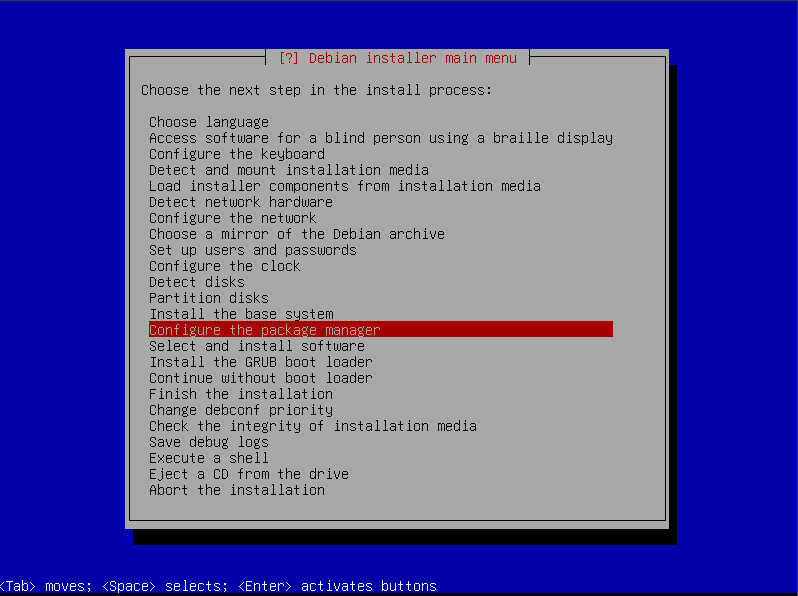 [?] Debian installer main menu
Choose the next step in the install process:
Choose language
Access software for a blind person using a braille display
Configure the keyboard
Detect and mount installation media
Load installer components from installation media
Detect network hardware
Configure the network
Choose a mirror of the Debian archive
Set up users and passwords
Configure the clock
Detect disks
Partition disks
Install the base system
Configure the package manager
Select and install software
Install the GRUB boot loader
Continue without boot loader
Finish the installation
Change debconf priority
Check the integrity of installation media
Save debug logs
Execute a shell
Eject a CD from the drive
Abort the installation
<Tab> moves; <Space> selects; <Enter> activates buttons